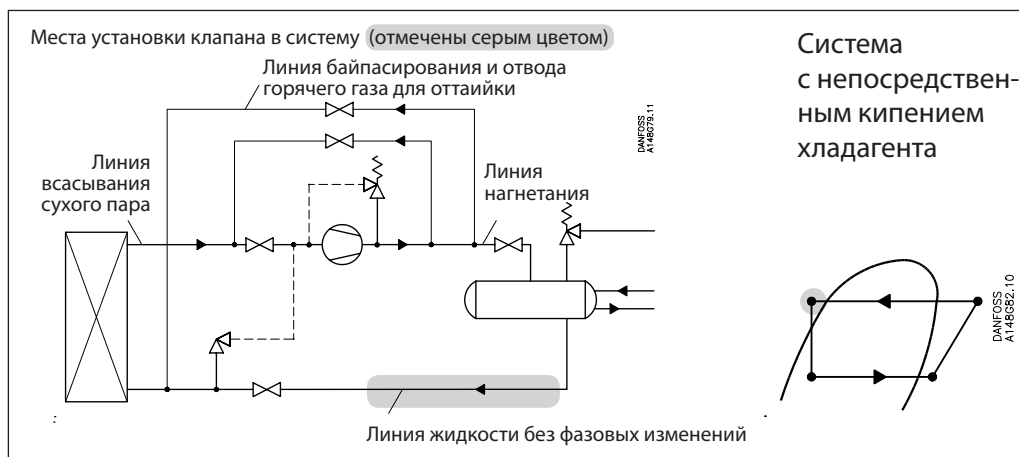 Места установки клапана в систему (отмечены серым цветом)
Линия байпасирования и отвода
горячего газа для оттаийки
Линия
всасывания
сухого пара
Линия
нагнетания
DANFOSS
A148G79.11
Линия жидкости без фазовых изменений
Система
с непосредствен-
ным кипением
хладагента
DANFOSS
A148G82.10